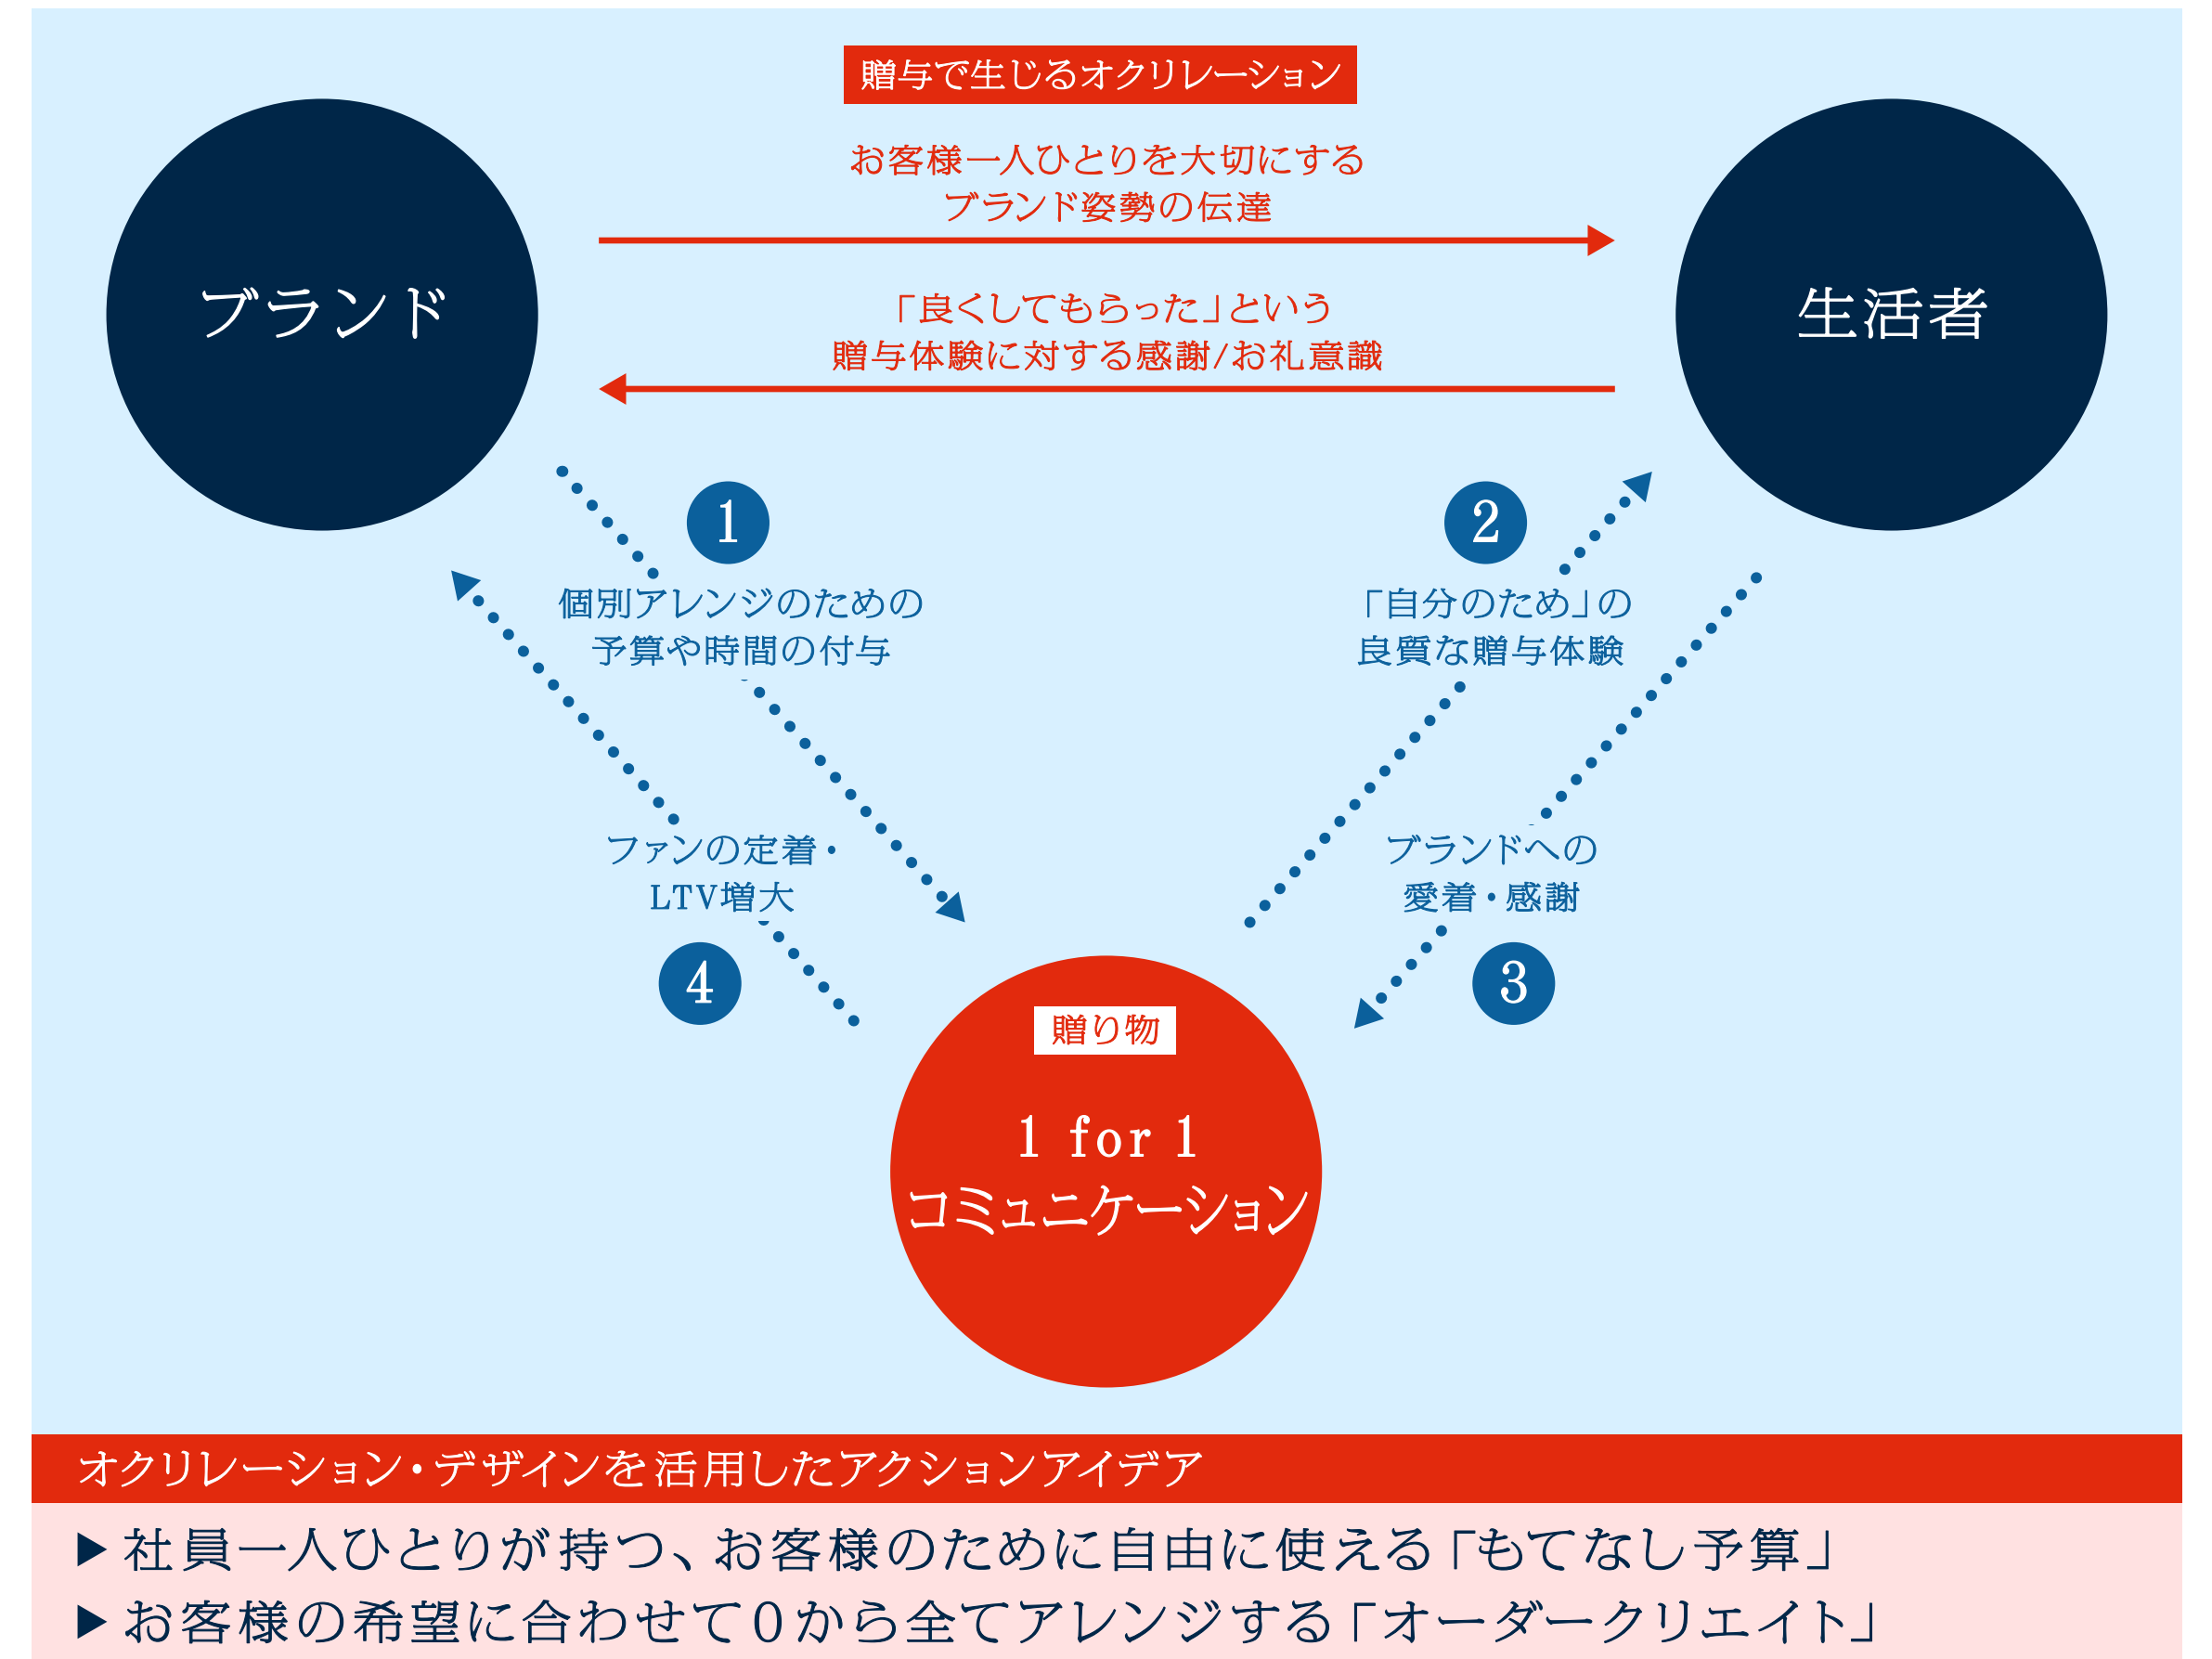 贈与で生じるオクリレーション
お客様一人ひとりを大切にする
ブランド姿勢の伝達
ブランド
生活者
「良くしてもらった」という
贈与体験に対する感謝/お礼意識
1
個別アレンジのための
予算や時間の付与
2
「自分のため」の
良質な贈与体験
ファンの定着・
LTV増大
4
ブランドへの
愛着・感謝
3
贈り物
1 for 1
コミュニケーション
オクリレーション・デザインを活用したアクションアイデア
▶社員一人ひとりが持つ、お客様のために自由に使える「もてなし予算」
▶お客様の希望に合わせて0から全てアレンジする「オーダークリエイト」